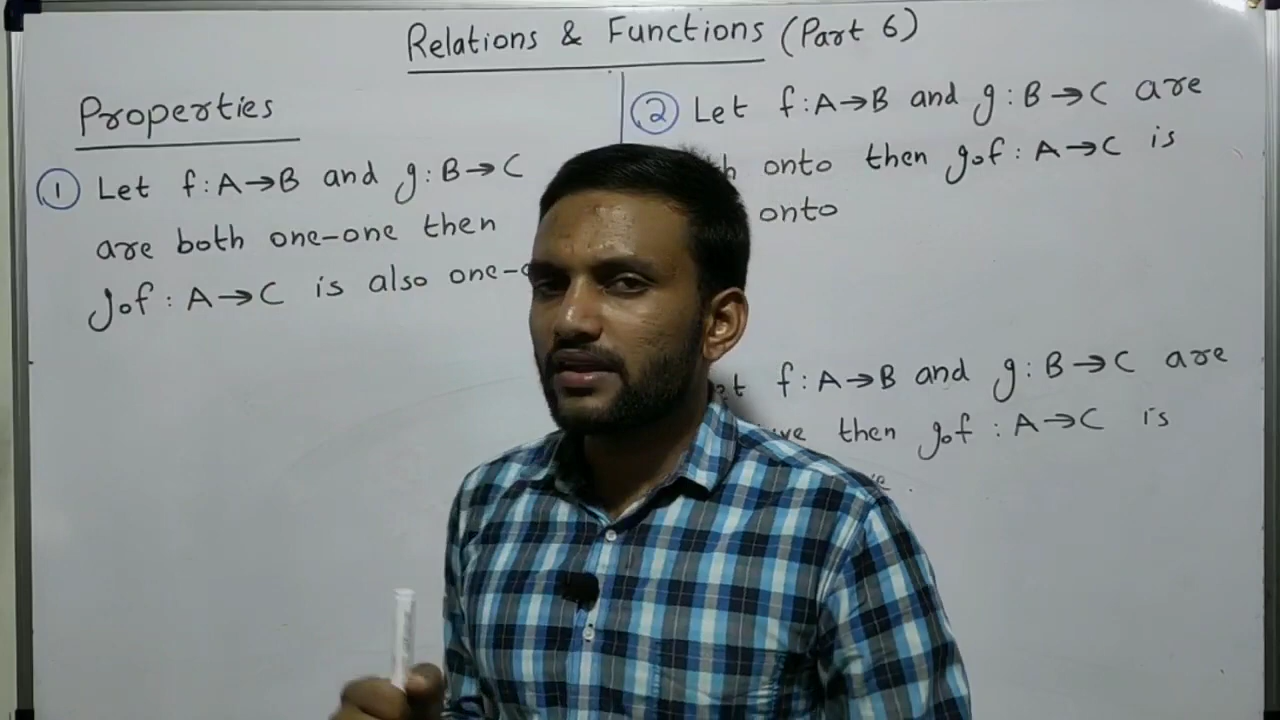 Relations & Functions (Part 6)
Properties
1 Let f : A→B and g : B→C
are both one-one then
gof : A→C is also one-
2 Let f : A→B and g : B→C are
onto then gof : A→C is
onto
f : A→B and g : B→C are
then gof : A→C is